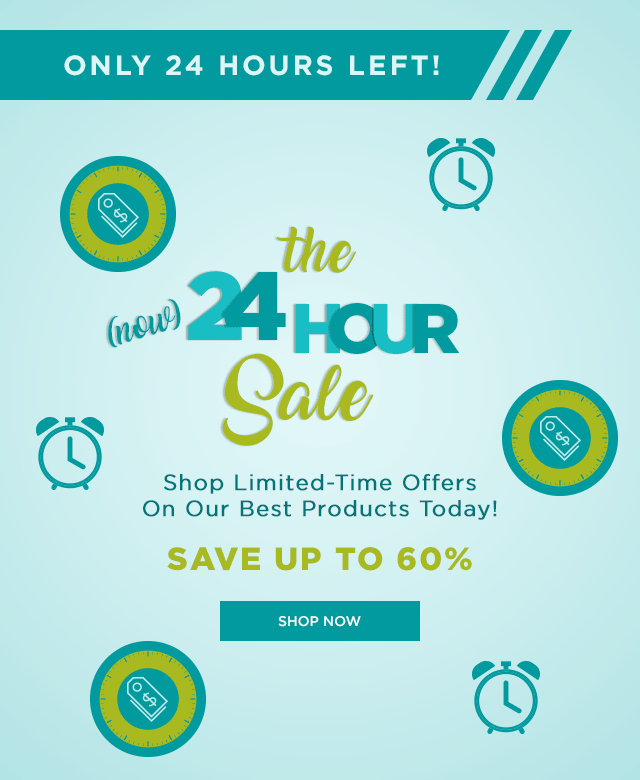 ONLY 24 HOURS LEFT!
the
(now) 24 HOUR
Sale
Shop Limited-Time Offers
On Our Best Products Today!
SAVE UP TO 60%
SHOP NOW
$
$
$